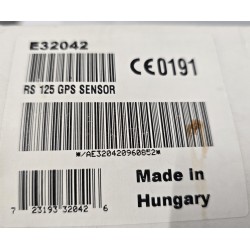 E32042
CE0191
RS 125 GPS SENSOR
*/AE320420960852*
Made in
Hungary
7 23193 32042 6